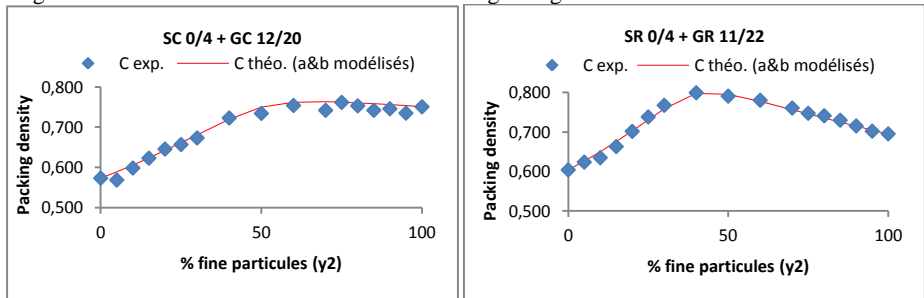 SC 0/4 + GC 12/20
C exp.
C théo. (a&b modélisés)
Packing density
0,800
0,700
0,600
0,500
0
50
100
% fine particules (y2)
SR 0/4 + GR 11/22
C exp.
C théo. (a&b modélisés)
Packing density
0,800
0,700
0,600
0,500
0
50
100
% fine particules (y2)